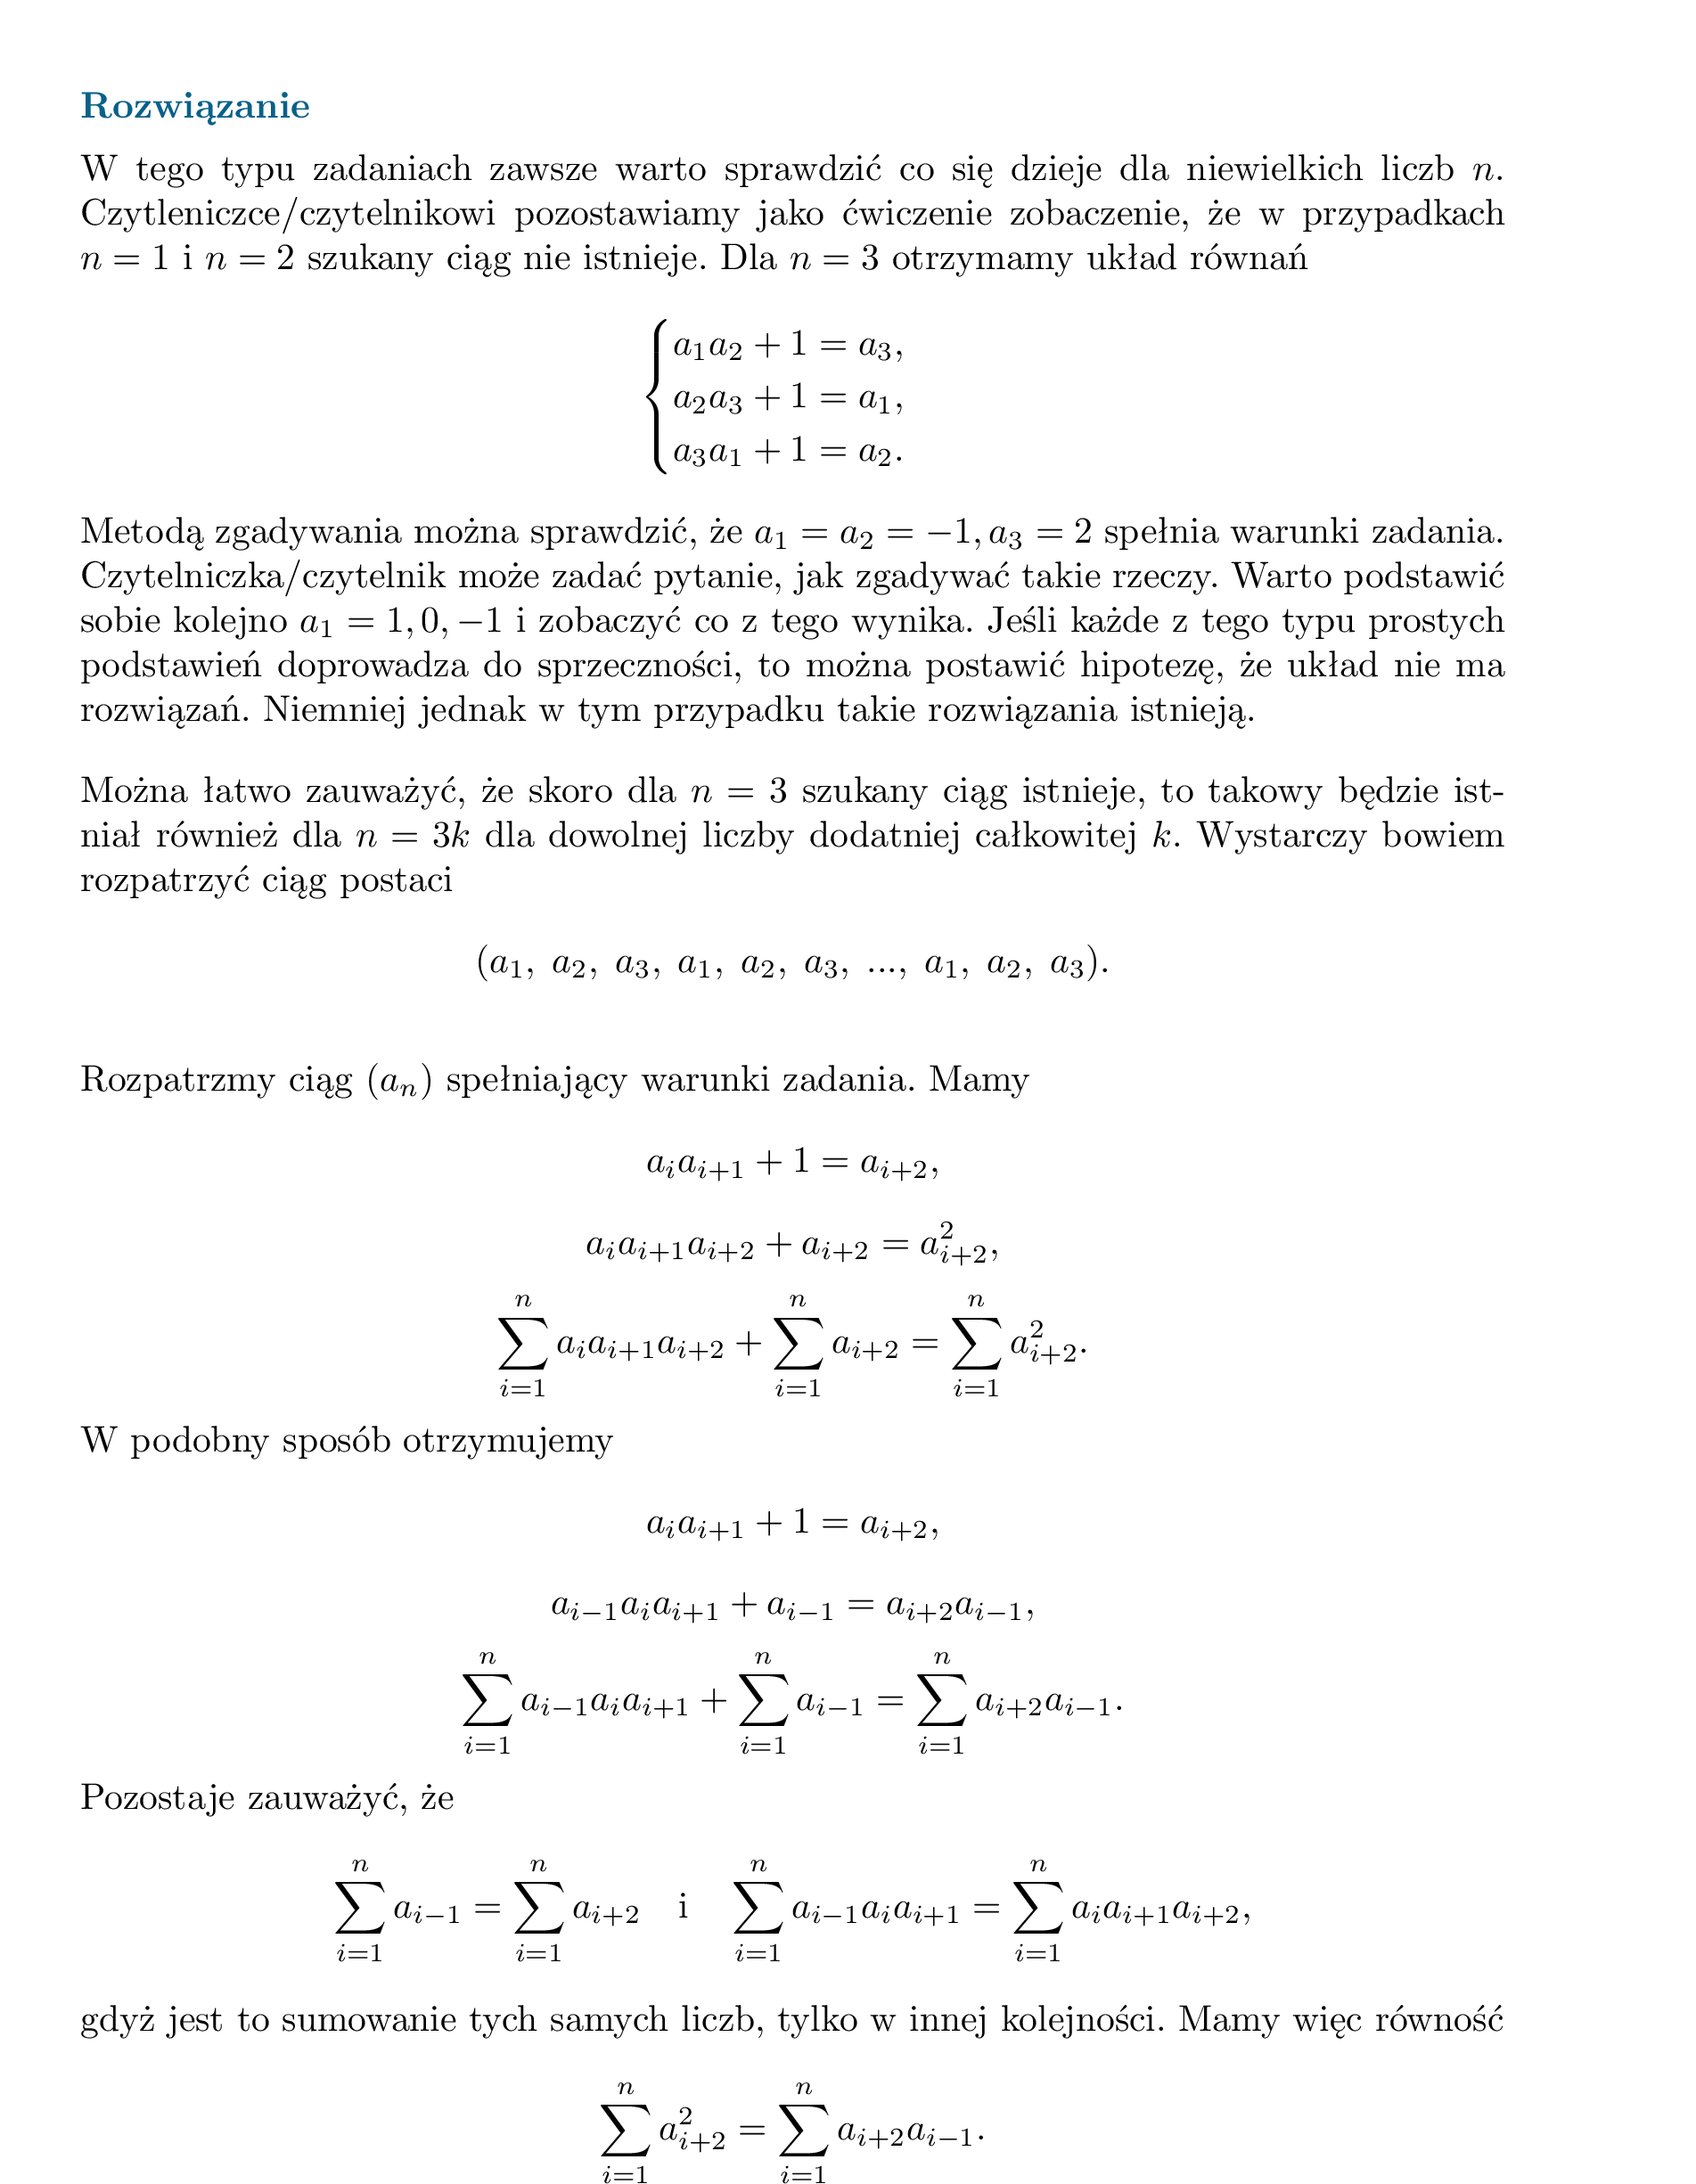 Rozwiązanie
W tego typu zadaniach zawsze warto sprawdzić co się dzieje dla niewielkich liczb n.
Czytleniczce/czytelnikowi pozostawiamy jako ćwiczenie zobaczenie, że w przypadkach
n = 1 i n = 2 szukany ciąg nie istnieje. Dla n = 3 otrzymamy układ równań
\begin{cases} a_1a_2 + 1 = a_3, \\
a_2a_3 + 1 = a_1, \\
a_3a_1 + 1 = a_2. \end{cases}
Metodą zgadywania można sprawdzić, że a_1 = a_2 = −1, a_3 = 2 spełnia warunki zadania.
Czytelniczka/czytelnik może zadać pytanie, jak zgadywać takie rzeczy. Warto podstawić
sobie kolejno a_1 = 1, 0, −1 i zobaczyć co z tego wynika. Jeśli każde z tego typu prostych
podstawień doprowadza do sprzeczności, to można postawić hipotezę, że układ nie ma
rozwiązań. Niemniej jednak w tym przypadku takie rozwiązania istnieją.
Można łatwo zauważyć, że skoro dla n = 3 szukany ciąg istnieje, to takowy będzie ist-
niał również dla n = 3k dla dowolnej liczby dodatniej całkowitej k. Wystarczy bowiem
rozpatrzyć ciąg postaci
(a_1, a_2, a_3, a_1, a_2, a_3, ..., a_1, a_2, a_3).
Rozpatrzmy ciąg (a_n) spełniający warunki zadania. Mamy
a_ia_{i+1} + 1 = a_{i+2},
a_ia_{i+1}a_{i+2} + a_{i+2} = a_{i+2}^2,
\sum_{i=1}^{n} a_ia_{i+1}a_{i+2} + \sum_{i=1}^{n} a_{i+2} = \sum_{i=1}^{n} a_{i+2}^2.
W podobny sposób otrzymujemy
a_ia_{i+1} + 1 = a_{i+2},
a_{i−1}a_ia_{i+1} + a_{i−1} = a_{i+2}a_{i−1},
\sum_{i=1}^{n} a_{i−1}a_ia_{i+1} + \sum_{i=1}^{n} a_{i−1} = \sum_{i=1}^{n} a_{i+2}a_{i−1}.
Pozostaje zauważyć, że
\sum_{i=1}^{n} a_{i−1} = \sum_{i=1}^{n} a_{i+2} i \sum_{i=1}^{n} a_{i−1}a_ia_{i+1} = \sum_{i=1}^{n} a_ia_{i+1}a_{i+2},
gdyż jest to sumowanie tych samych liczb, tylko w innej kolejności. Mamy więc równość
\sum_{i=1}^{n} a_{i+2}^2 = \sum_{i=1}^{n} a_{i+2}a_{i−1}.